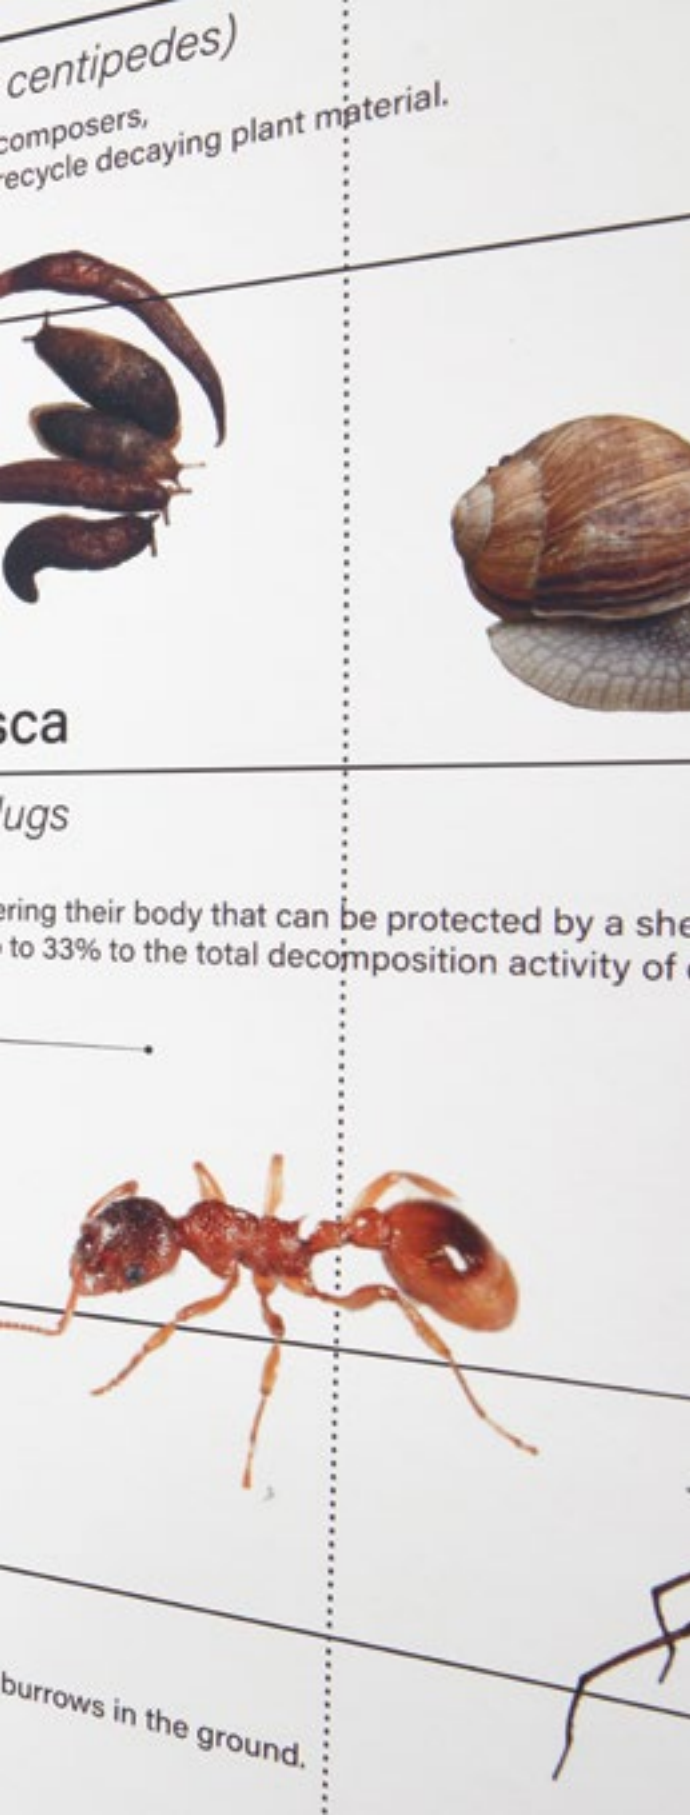 centipedes)
composers,
recycle decaying plant material.
sca
lugs
ering their body that can be protected by a she
to 33% to the total decomposition activity of
burrows in the ground.